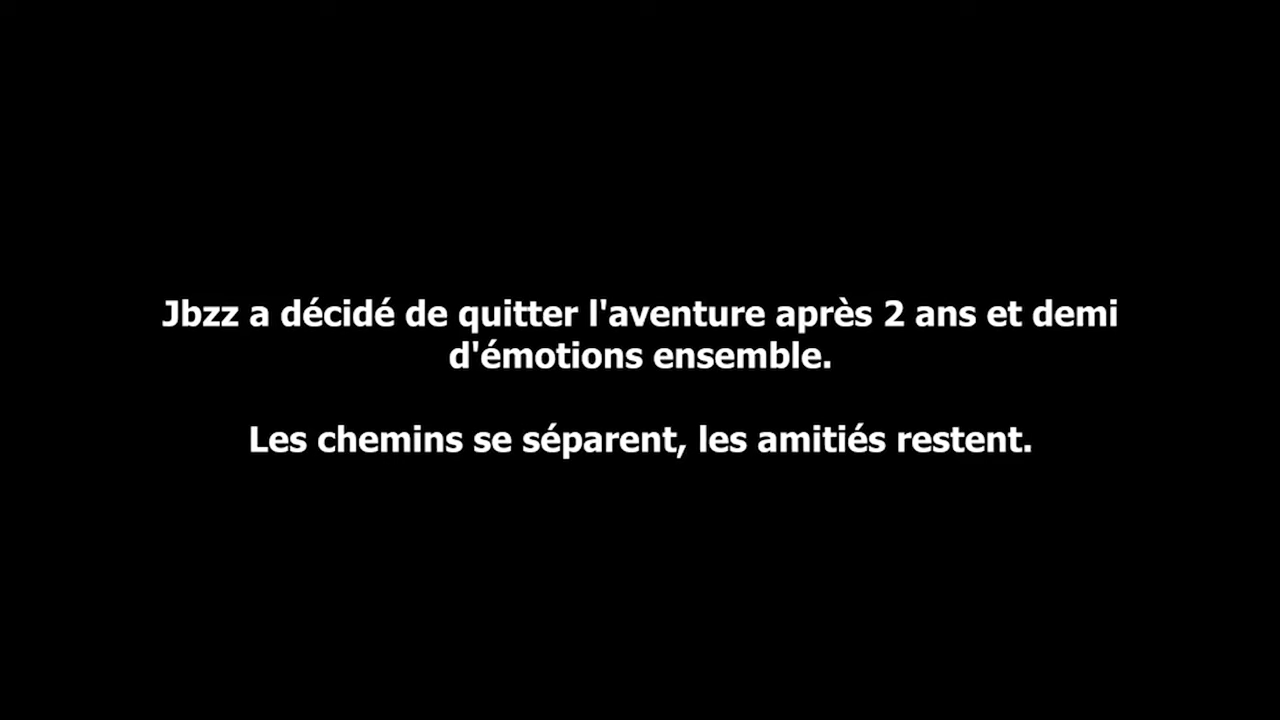 Jbzz a décidé de quitter l'aventure après 2 ans et demi
d'émotions ensemble.
Les chemins se séparent, les amitiés restent.